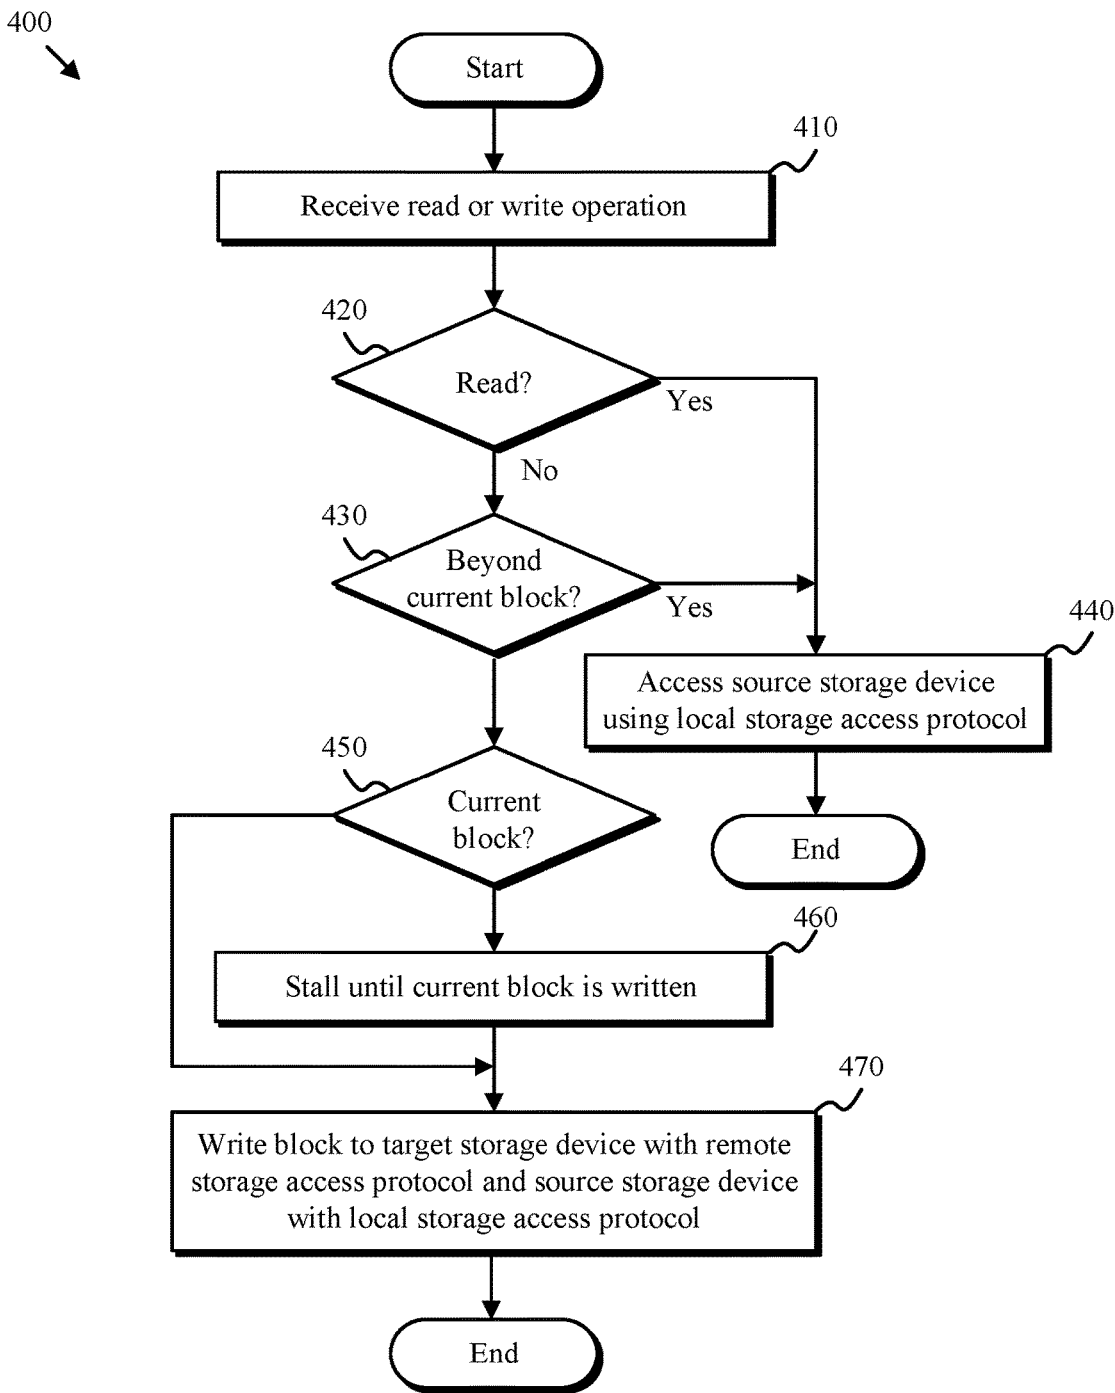 400
Start
410
Receive read or write operation
420
Read?
Yes
No
430
Beyond
current block?
Yes
440
Access source storage device
using local storage access protocol
450
Current
block?
End
460
Stall until current block is written
470
Write block to target storage device with remote
storage access protocol and source storage device
with local storage access protocol
End